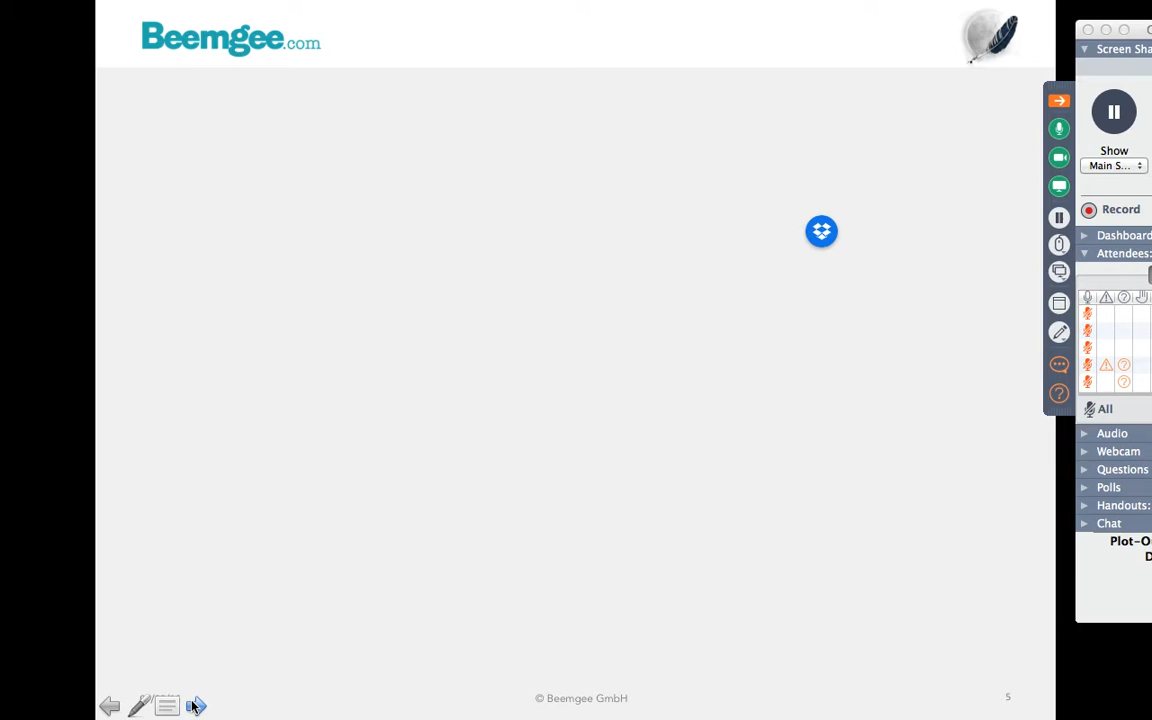 Beemgee.com
Screen Sha
Show
Main S...
Record
Dashboard
Attendees:
All
Audio
Webcam
Questions
Polls
Handouts:
Chat
Plot-O
D
© Beemgee GmbH
5